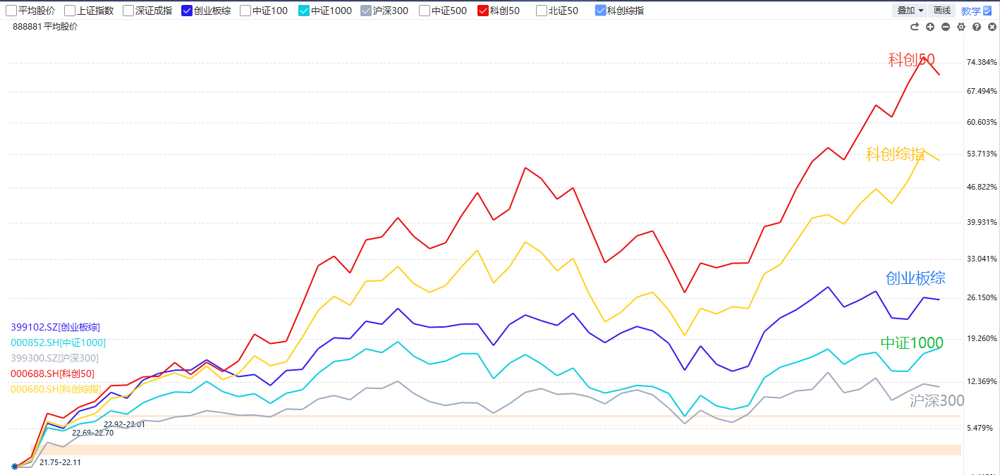 平均股价 上证指数 深证成指 创业板综 中证100 中证1000 沪深300 中证500 科创50 北证50 科创综指 叠加 画线 教学
888881 平均股价
科创50
74.384%
67.494%
60.603%
科创综指
53.713%
46.822%
39.931%
33.041%
创业板综
26.150%
399102.SZ[创业板综]
19.260%
000852.SH[中证1000]
中证1000
399300.SZ[沪深300]
000688.SH[科创50]
12.369%
000680.SH[科创综指]
沪深300
22.92-23.01
5.479%
22.69-22.70
21.75-22.11